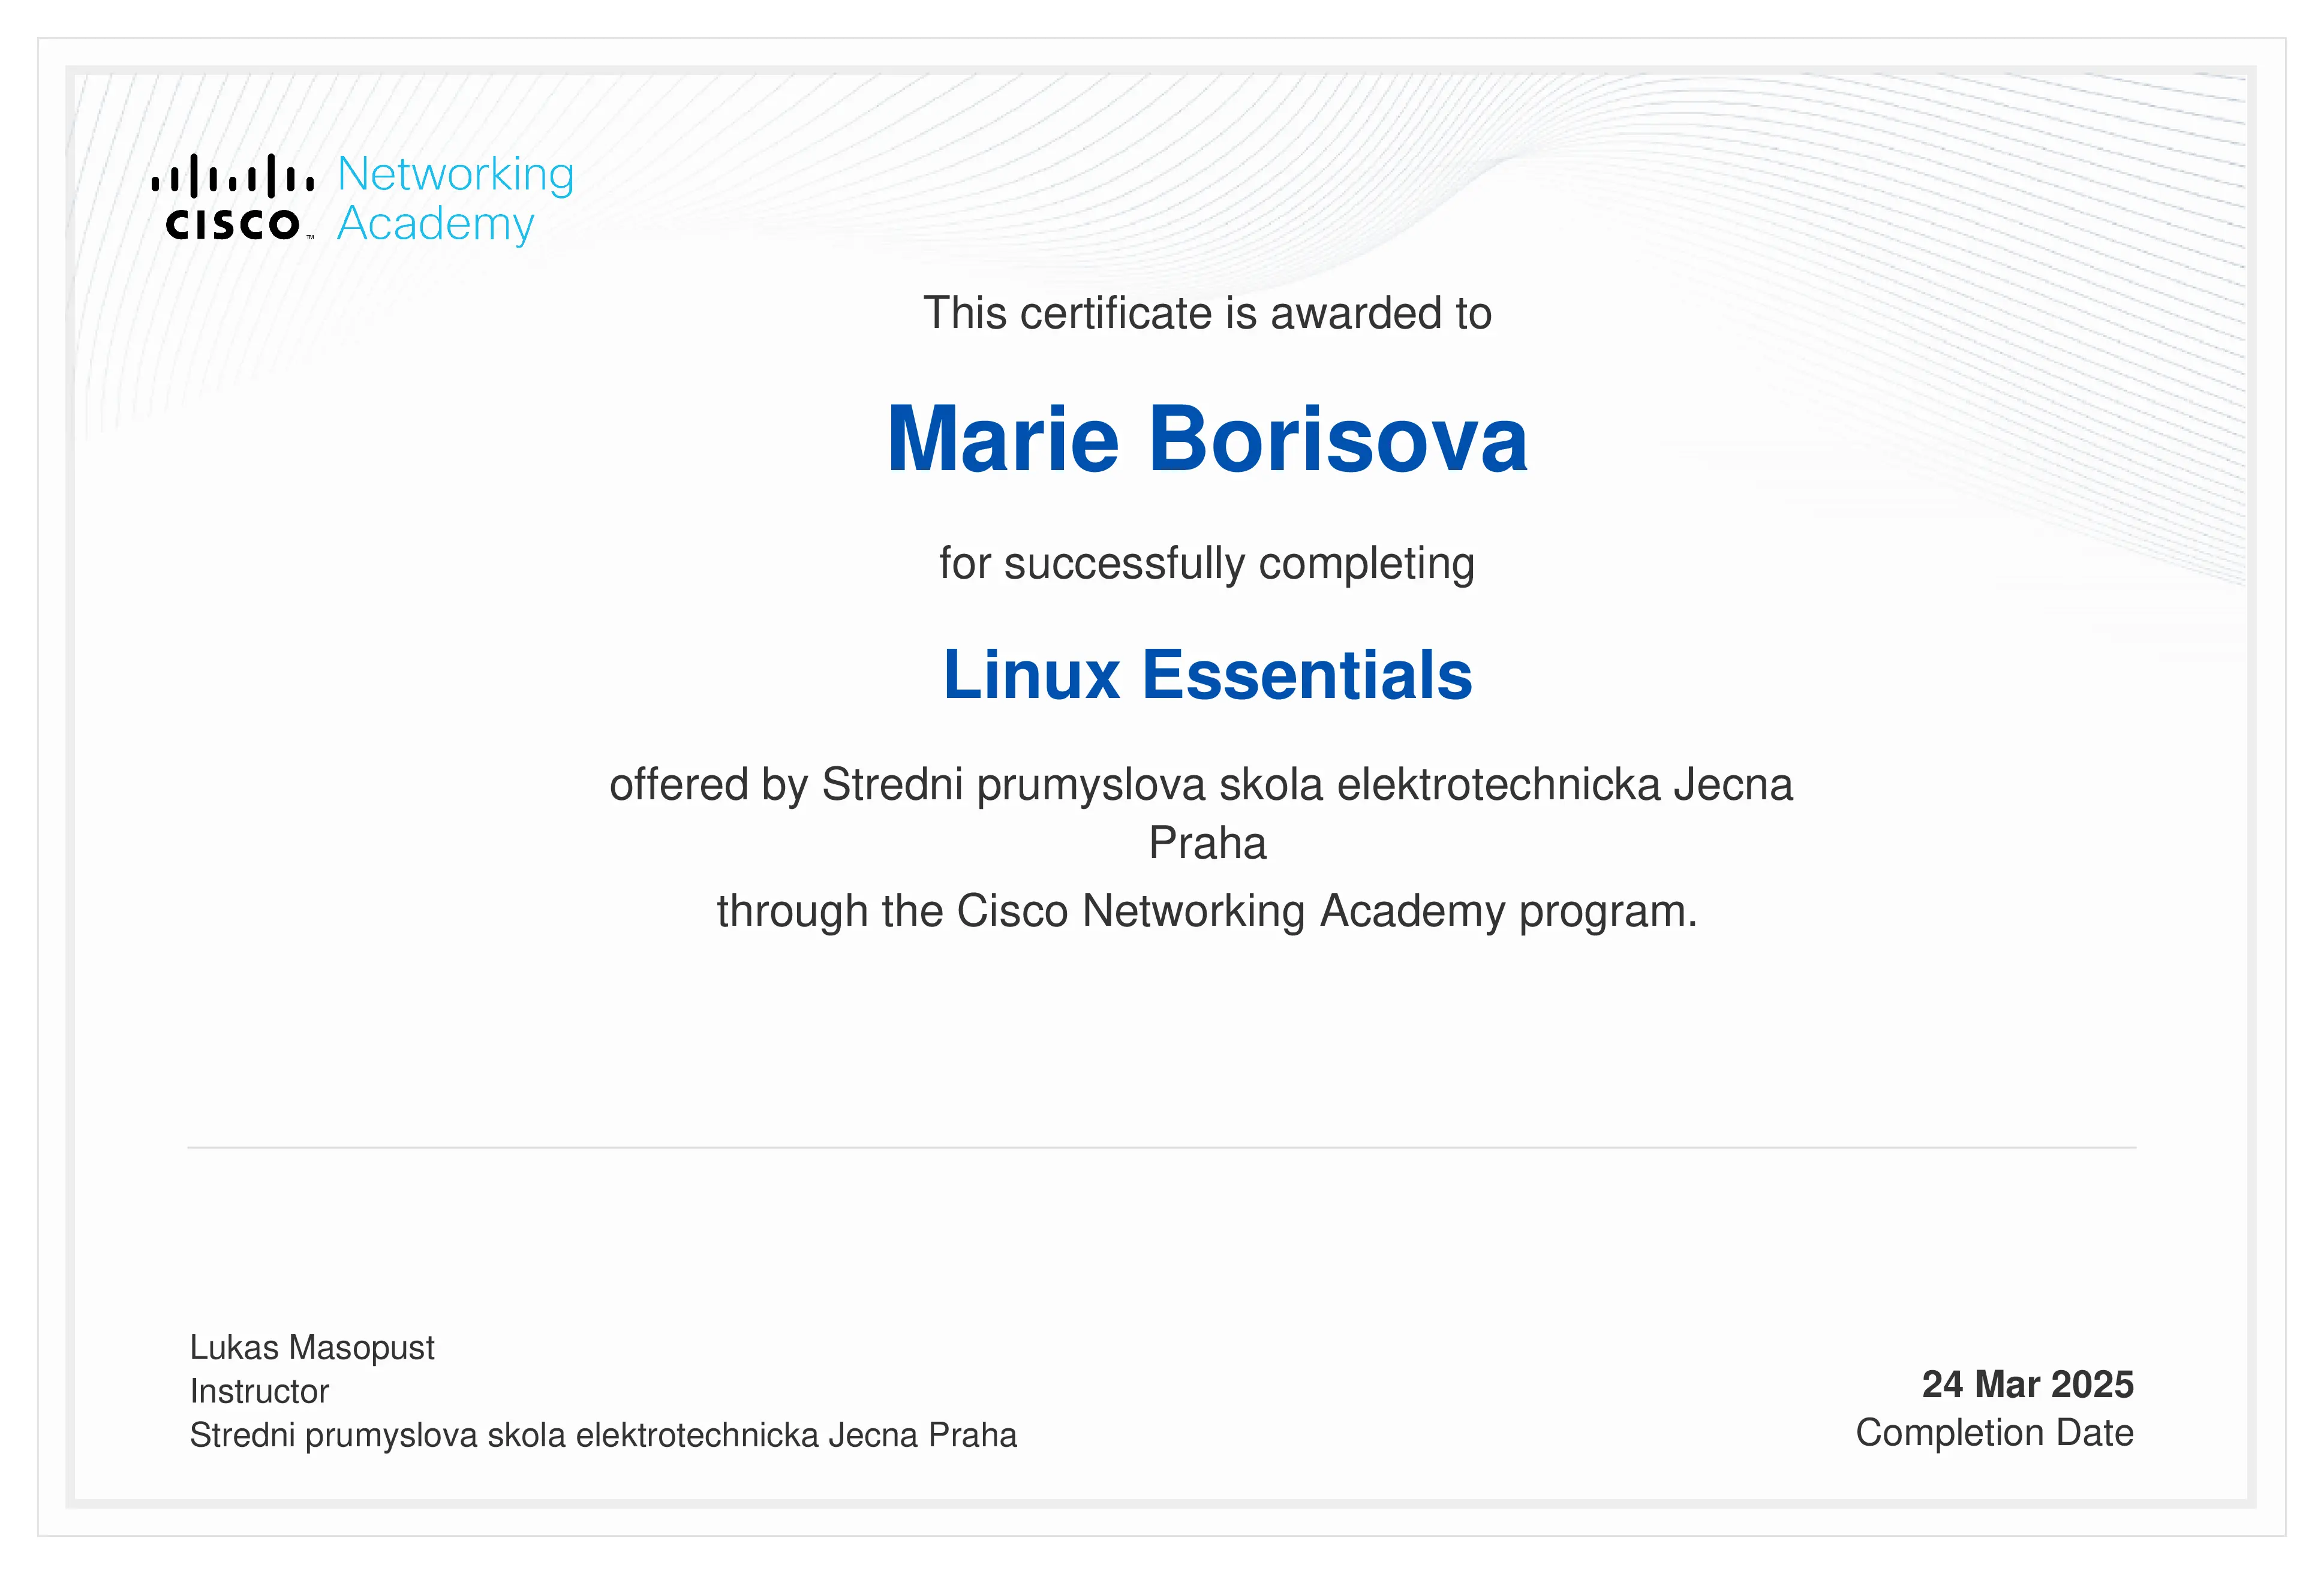 CISCO™
Networking
Academy
This certificate is awarded to
Marie Borisova
for successfully completing
Linux Essentials
offered by Stredni prumyslova skola elektrotechnicka Jecna
Praha
through the Cisco Networking Academy program.
Lukas Masopust
Instructor
Stredni prumyslova skola elektrotechnicka Jecna Praha
24 Mar 2025
Completion Date